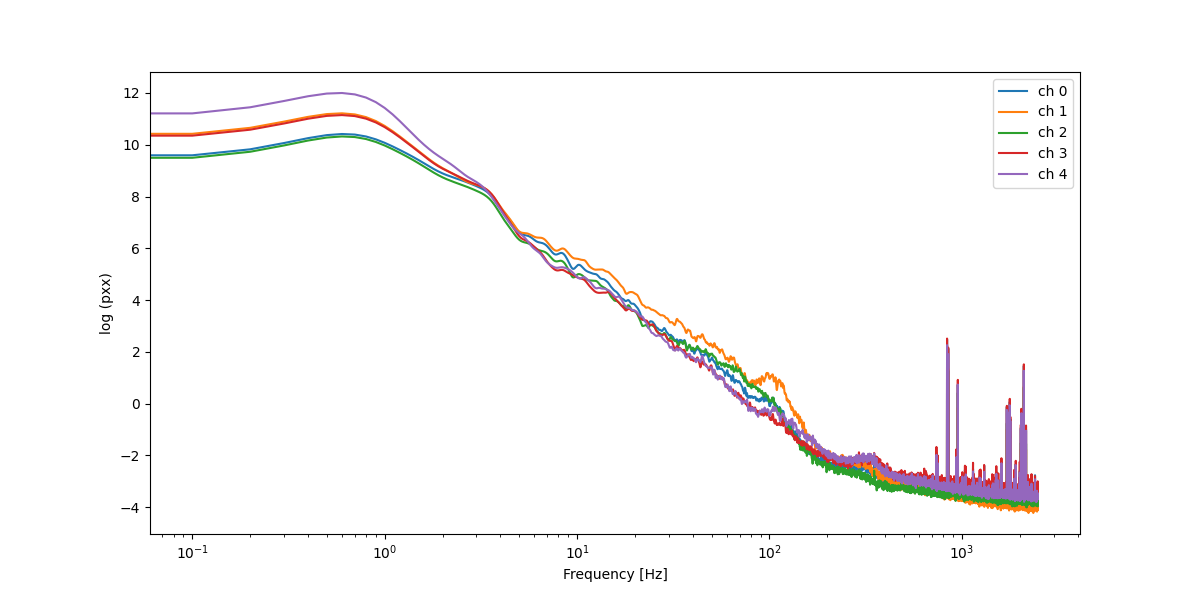 log (pxx)
12
10
8
6
4
2
0
−2
−4
ch 0
ch 1
ch 2
ch 3
ch 4
10⁻¹ 10⁰ 10¹ 10² 10³
Frequency [Hz]